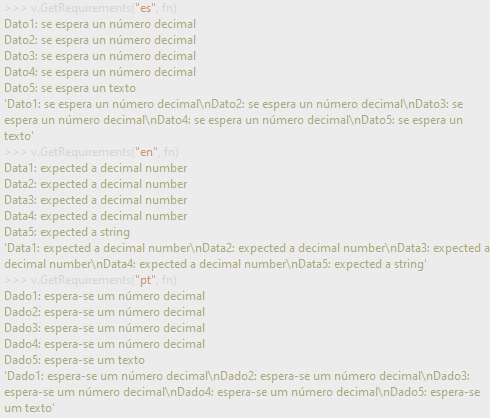 >>> v.GetRequirements("es", fn)
Dato1: se espera un número decimal
Dato2: se espera un número decimal
Dato3: se espera un número decimal
Dato4: se espera un número decimal
Dato5: se espera un texto
'Dato1: se espera un número decimal\nDato2: se espera un número decimal\nDato3: se
espera un número decimal\nDato4: se espera un número decimal\nDato5: se espera un
texto'
>>> v.GetRequirements("en", fn)
Data1: expected a decimal number
Data2: expected a decimal number
Data3: expected a decimal number
Data4: expected a decimal number
Data5: expected a string
'Data1: expected a decimal number\nData2: expected a decimal number\nData3: expected a
decimal number\nData4: expected a decimal number\nData5: expected a string'
>>> v.GetRequirements("pt", fn)
Dado1: espera-se um número decimal
Dado2: espera-se um número decimal
Dado3: espera-se um número decimal
Dado4: espera-se um número decimal
Dado5: espera-se um texto
'Dado1: espera-se um número decimal\nDado2: espera-se um número decimal\nDado3:
espera-se um número decimal\nDado4: espera-se um número decimal\nDado5: espera-se
um texto'